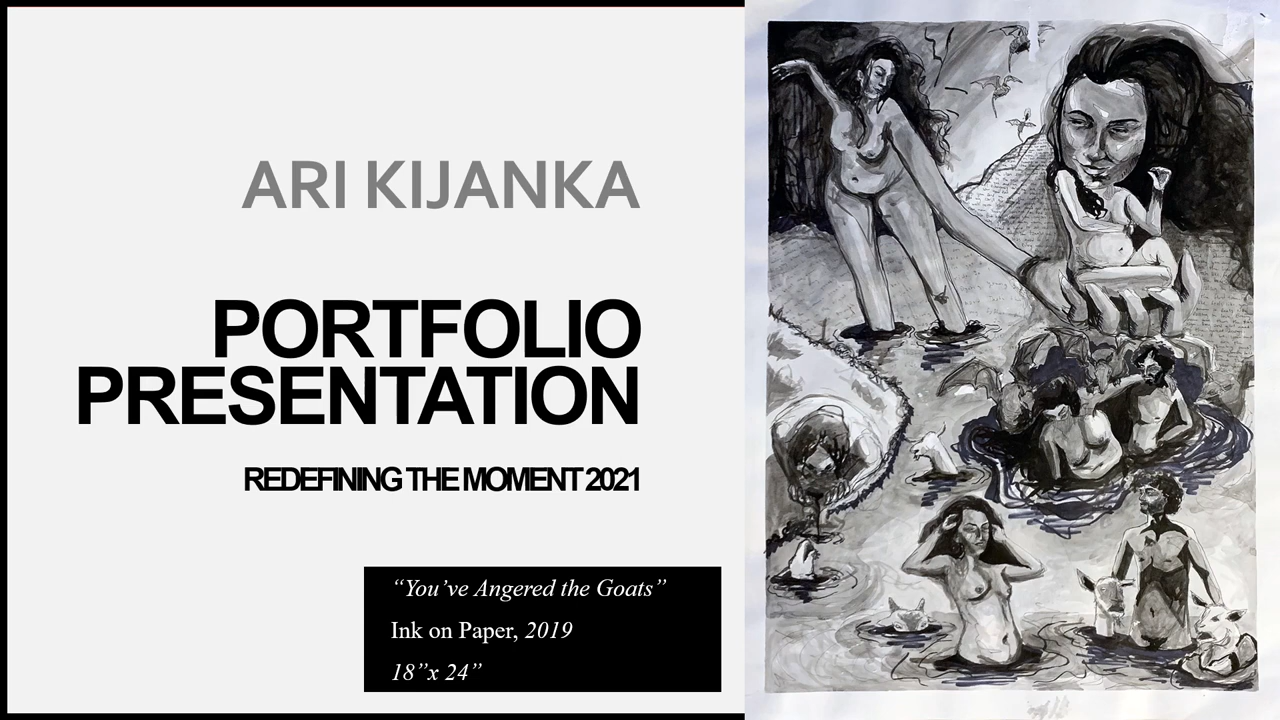 ARI KIJANKA
PORTFOLIO
PRESENTATION
REDEFINING THE MOMENT 2021
“You’ve Angered the Goats”
Ink on Paper, 2019
18”x 24”